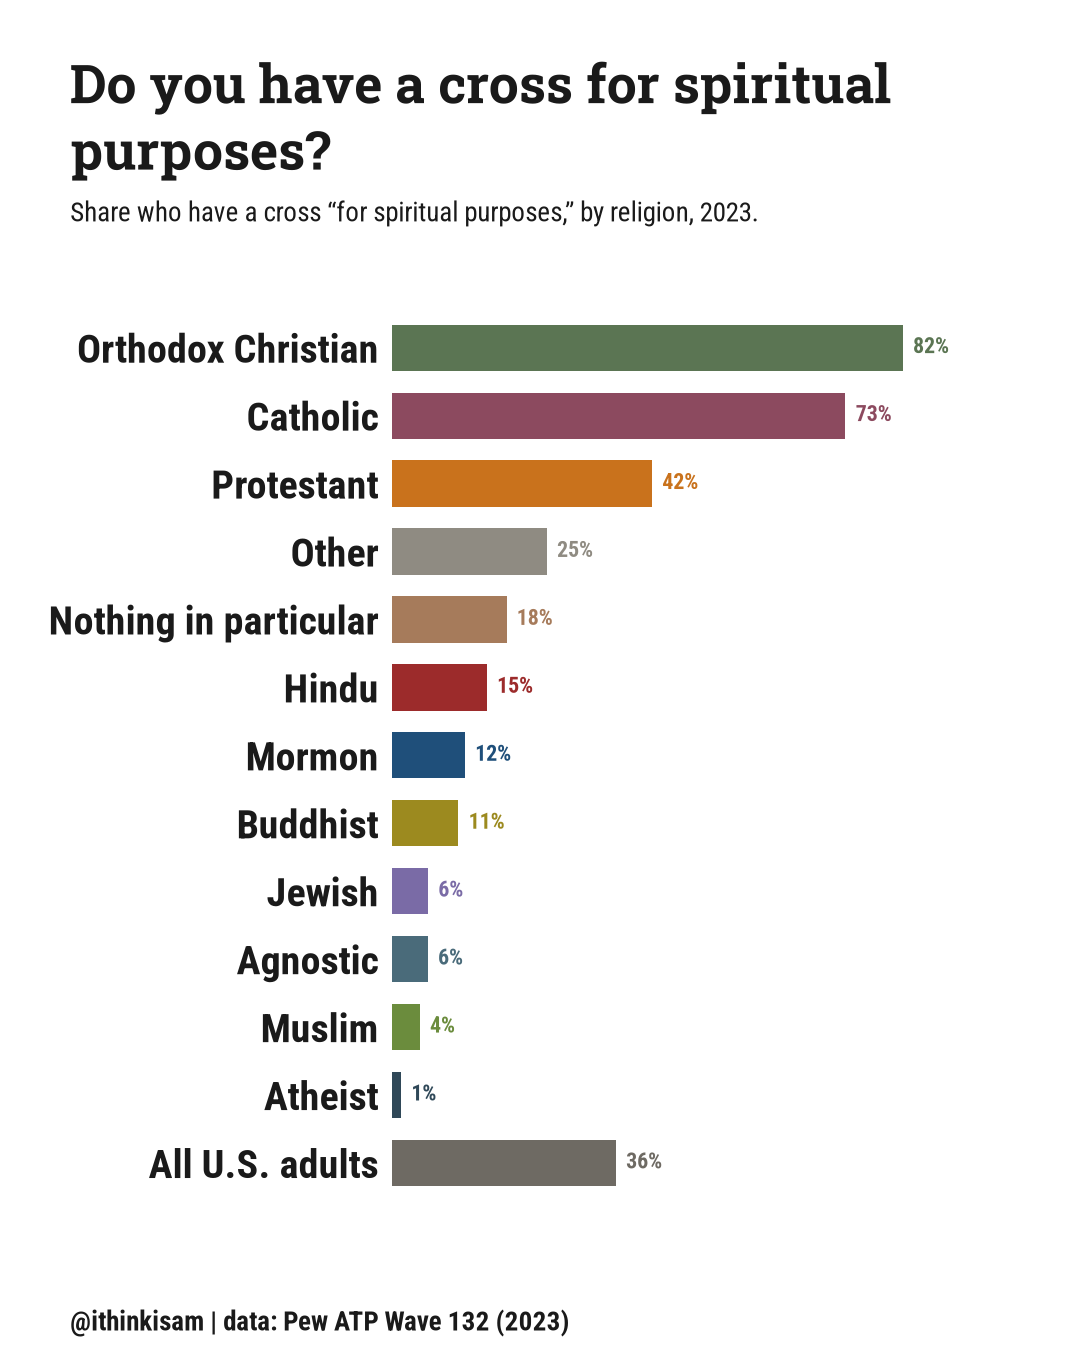 Do you have a cross for spiritual
purposes?
Share who have a cross “for spiritual purposes,” by religion, 2023.
Orthodox Christian 82%
Catholic 73%
Protestant 42%
Other 25%
Nothing in particular 18%
Hindu 15%
Mormon 12%
Buddhist 11%
Jewish 6%
Agnostic 6%
Muslim 4%
Atheist 1%
All U.S. adults 36%
@ithinkisam | data: Pew ATP Wave 132 (2023)